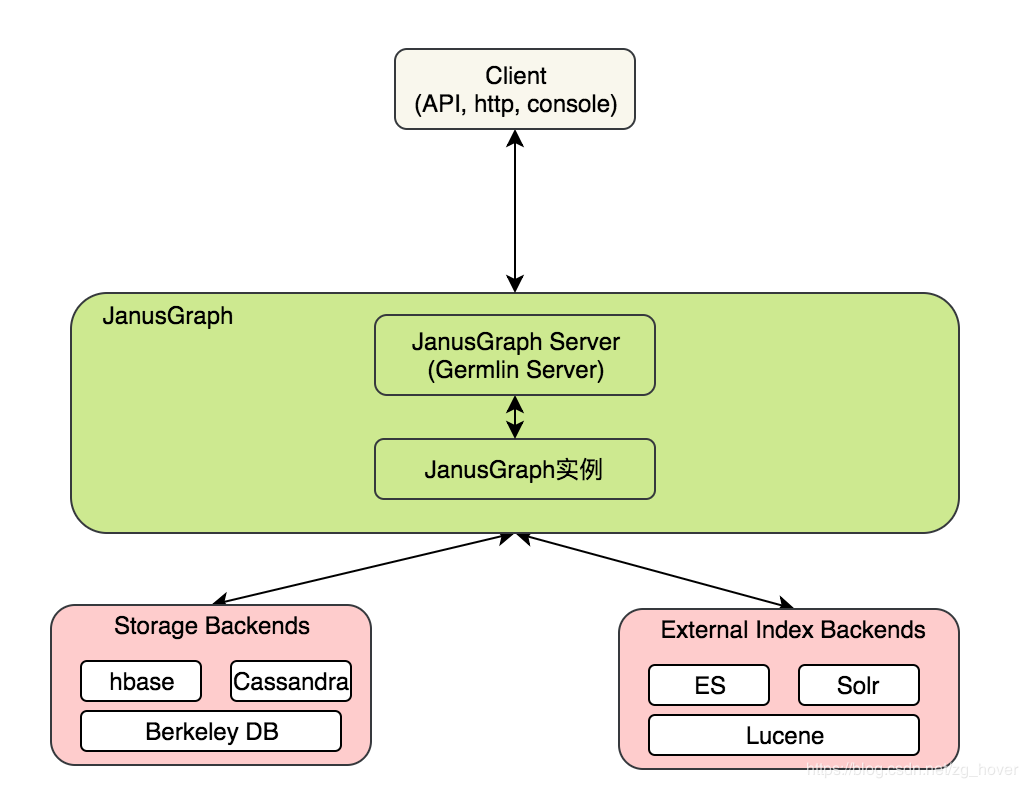 Client
(API, http, console)
JanusGraph
JanusGraph Server
(Germlin Server)
JanusGraph实例
Storage Backends
hbase
Cassandra
Berkeley DB
External Index Backends
ES
Solr
Lucene
https://blog.csdn.net/zg_hover